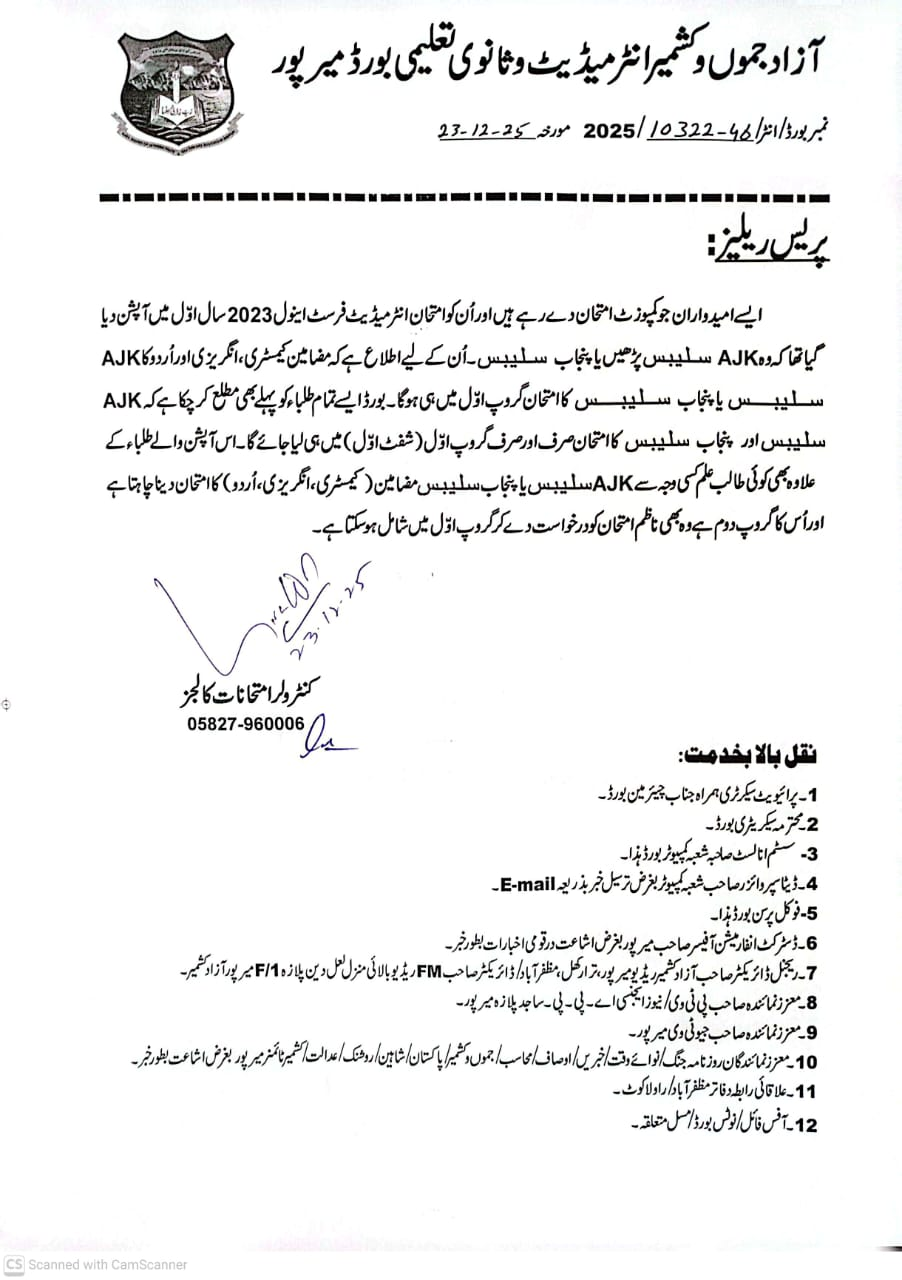 آزاد جموں و کشمیر انٹرمیڈیٹ و ثانوی تعلیمی بورڈ میرپور
نمبر بورڈ/انٹر/10322-46/2025 مورخہ 23-12-25
پریس ریلیز:
ایسے امیدواران جو کمپوزٹ امتحان دے رہے ہیں اور اُن کو امتحان انٹرمیڈیٹ فرسٹ اینول 2023 سال اوّل میں آپشن دیا
گیا تھا کہ وہ AJK سلیبس پڑھیں یا پنجاب سلیبس۔ اُن کے لیے اطلاع ہے کہ مضامین کیمسٹری، انگریزی اور اُردو کا AJK
سلیبس یا پنجاب سلیبس کا امتحان گروپ اوّل میں ہی ہوگا۔ بورڈ ایسے تمام طلباء کو پہلے بھی مطلع کر چکا ہے کہ AJK
سلیبس اور پنجاب سلیبس کا امتحان صرف اور صرف گروپ اوّل (شفٹ اوّل) میں ہی لیا جائے گا۔ اس آپشن والے طلباء کے
علاوہ بھی کوئی طالب علم کسی وجہ سے AJK سلیبس یا پنجاب سلیبس مضامین (کیمسٹری، انگریزی، اُردو) کا امتحان دینا چاہتا ہے
اور اُس کا گروپ دوم ہے وہ بھی ناظم امتحان کو درخواست دے کر گروپ اوّل میں شامل ہو سکتا ہے۔
23-12-25
کنٹرولر امتحانات کالجز
05827-960006
نقل بالا بخدمت:
1۔ پرائیویٹ سیکرٹری ہمراہ جناب چیئرمین بورڈ۔
2۔ محترمہ سیکریٹری بورڈ۔
3- سسٹم انالسٹ صاحبہ شعبہ کمپیوٹر بورڈ ہذا۔
4۔ ڈیٹا سپروائزر صاحب شعبہ کمپیوٹر بغرض ترسیل خبر بذریعہ E-mail۔
5- فوکل پرسن بورڈ ہذا۔
6۔ ڈسٹرکٹ انفارمیشن آفیسر صاحب میرپور بغرض اشاعت در قومی اخبارات بطور خبر۔
7۔ ریجنل ڈائریکٹر صاحب آزاد کشمیر ریڈیو میرپور، تراڑکھل، مظفرآباد/ ڈائریکٹر صاحب FM ریڈیو بالائی منزل لعل دین پلازہ F/1 میرپور آزاد کشمیر۔
8۔ معزز نمائندہ صاحب پی ٹی وی/ نیوز ایجنسی اے۔پی۔پی۔ ساجد پلازہ میرپور۔
9۔ معزز نمائندہ صاحب جیو ٹی وی میرپور۔
10۔ معزز نمائندگان روزنامہ جنگ/ نوائے وقت/ خبریں/ اوصاف/ محاسب/ جموں و کشمیر/ پاکستان/ شاہین/ روشنک/ عدالت/ کشمیر ٹائمنر میرپور بغرض اشاعت بطور خبر۔
11۔ علاقائی رابطہ دفاتر مظفرآباد/ راولاکوٹ۔
12۔ آفس فائل/ نوٹس بورڈ/ مسل متعلقہ۔
CS Scanned with CamScanner